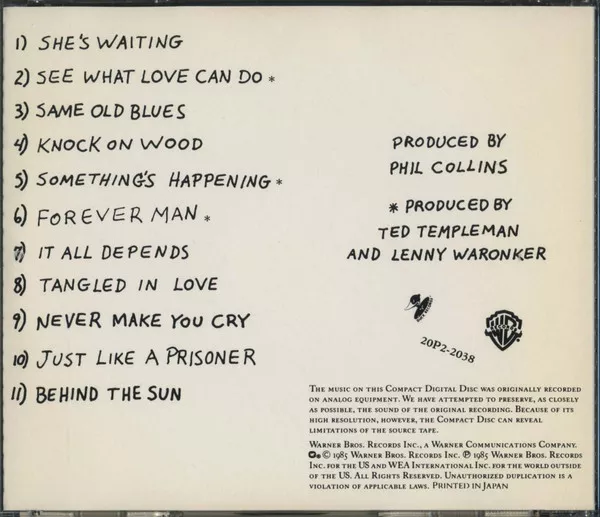 1) SHE'S WAITING
2) SEE WHAT LOVE CAN DO *
3) SAME OLD BLUES
4) KNOCK ON WOOD
5) SOMETHING'S HAPPENING *
6) FOREVER MAN *
7) IT ALL DEPENDS
8) TANGLED IN LOVE
9) NEVER MAKE YOU CRY
10) JUST LIKE A PRISONER
11) BEHIND THE SUN
PRODUCED BY
PHIL COLLINS
* PRODUCED BY
TED TEMPLEMAN
AND LENNY WARONKER
20P2-2038
THE MUSIC ON THIS COMPACT DIGITAL DISC WAS ORIGINALLY RECORDED
ON ANALOG EQUIPMENT. WE HAVE ATTEMPTED TO PRESERVE, AS CLOSELY
AS POSSIBLE, THE SOUND OF THE ORIGINAL RECORDING. BECAUSE OF ITS
HIGH RESOLUTION, HOWEVER, THE COMPACT DISC CAN REVEAL
LIMITATIONS OF THE SOURCE TAPE.
WARNER BROS. RECORDS INC., A WARNER COMMUNICATIONS COMPANY.
© 1985 WARNER BROS. RECORDS INC. ℗ 1985 WARNER BROS. RECORDS
INC. FOR THE US AND WEA INTERNATIONAL INC. FOR THE WORLD OUTSIDE
OF THE US. ALL RIGHTS RESERVED. UNAUTHORIZED DUPLICATION IS A
VIOLATION OF APPLICABLE LAWS. PRINTED IN JAPAN